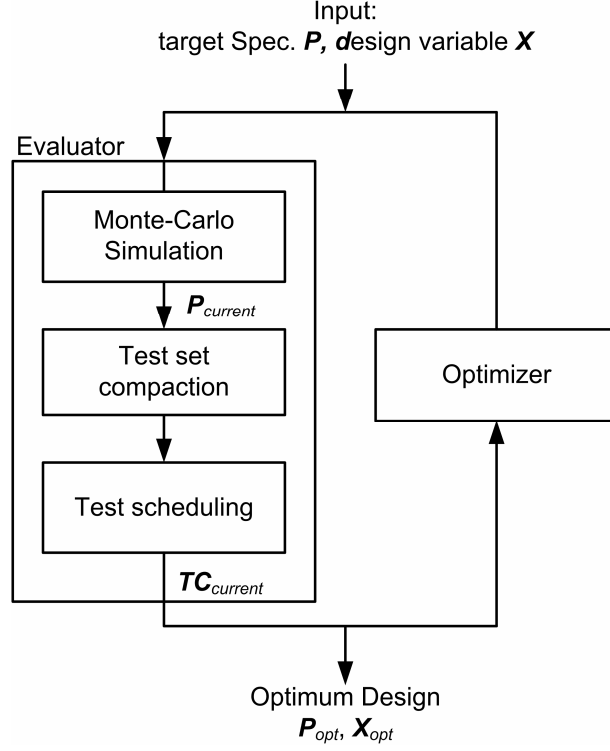 Input:
target Spec. P, design variable X
Evaluator
Monte-Carlo
Simulation
Pcurrent
Test set
compaction
Optimizer
Test scheduling
TCcurrent
Optimum Design
Popt, Xopt